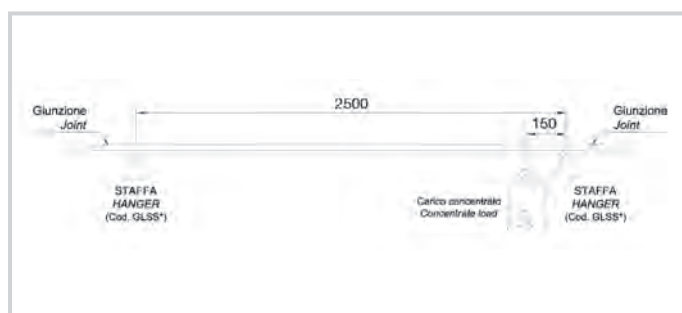 2500
Giunzione
Joint
Giunzione
Joint
150
STAFFA
HANGER
(Cod. GLSS*)
Carico concentrato
Concentrate load
STAFFA
HANGER
(Cod. GLSS*)